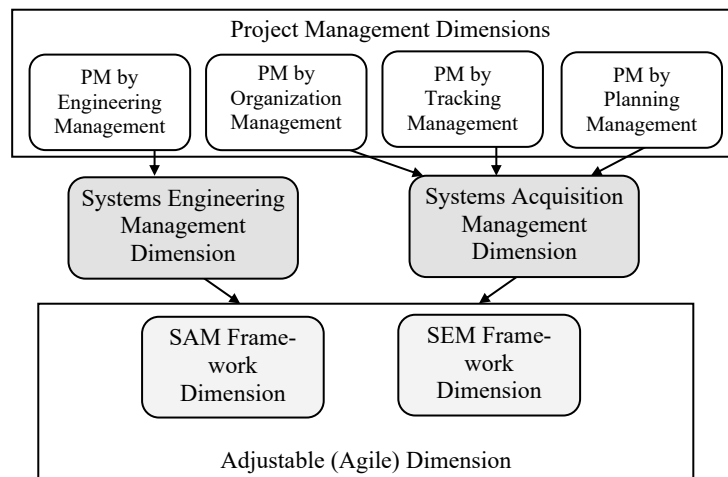 Project Management Dimensions
PM by
Engineering
Management
PM by
Organization
Management
PM by
Tracking
Management
PM by
Planning
Management
Systems Engineering
Management
Dimension
Systems Acquisition
Management
Dimension
SAM Frame-
work
Dimension
SEM Frame-
work
Dimension
Adjustable (Agile) Dimension